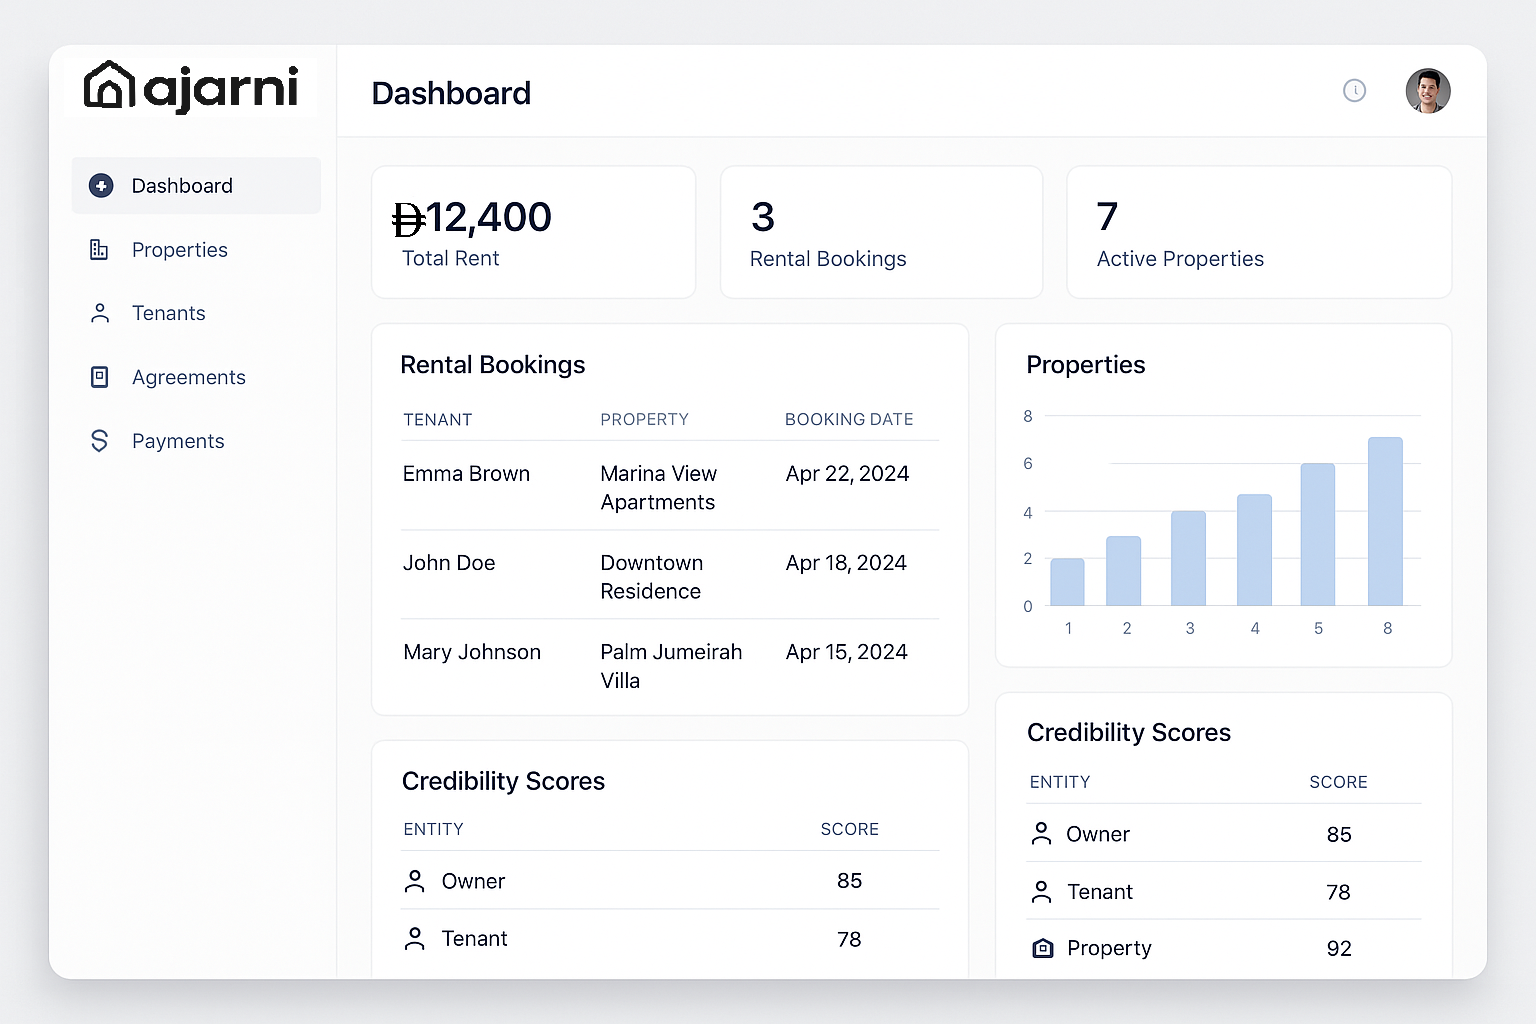 ajarni
Dashboard
Dashboard
Properties
Tenants
Agreements
Payments
12,400
Total Rent
3
Rental Bookings
7
Active Properties
Rental Bookings
TENANT PROPERTY BOOKING DATE
Emma Brown Marina View Apr 22, 2024
Apartments
John Doe Downtown Apr 18, 2024
Residence
Mary Johnson Palm Jumeirah Apr 15, 2024
Villa
Properties
8
6
4
2
0
1 2 3 4 5 8
Credibility Scores
ENTITY SCORE
Owner 85
Tenant 78
Credibility Scores
ENTITY SCORE
Owner 85
Tenant 78
Property 92